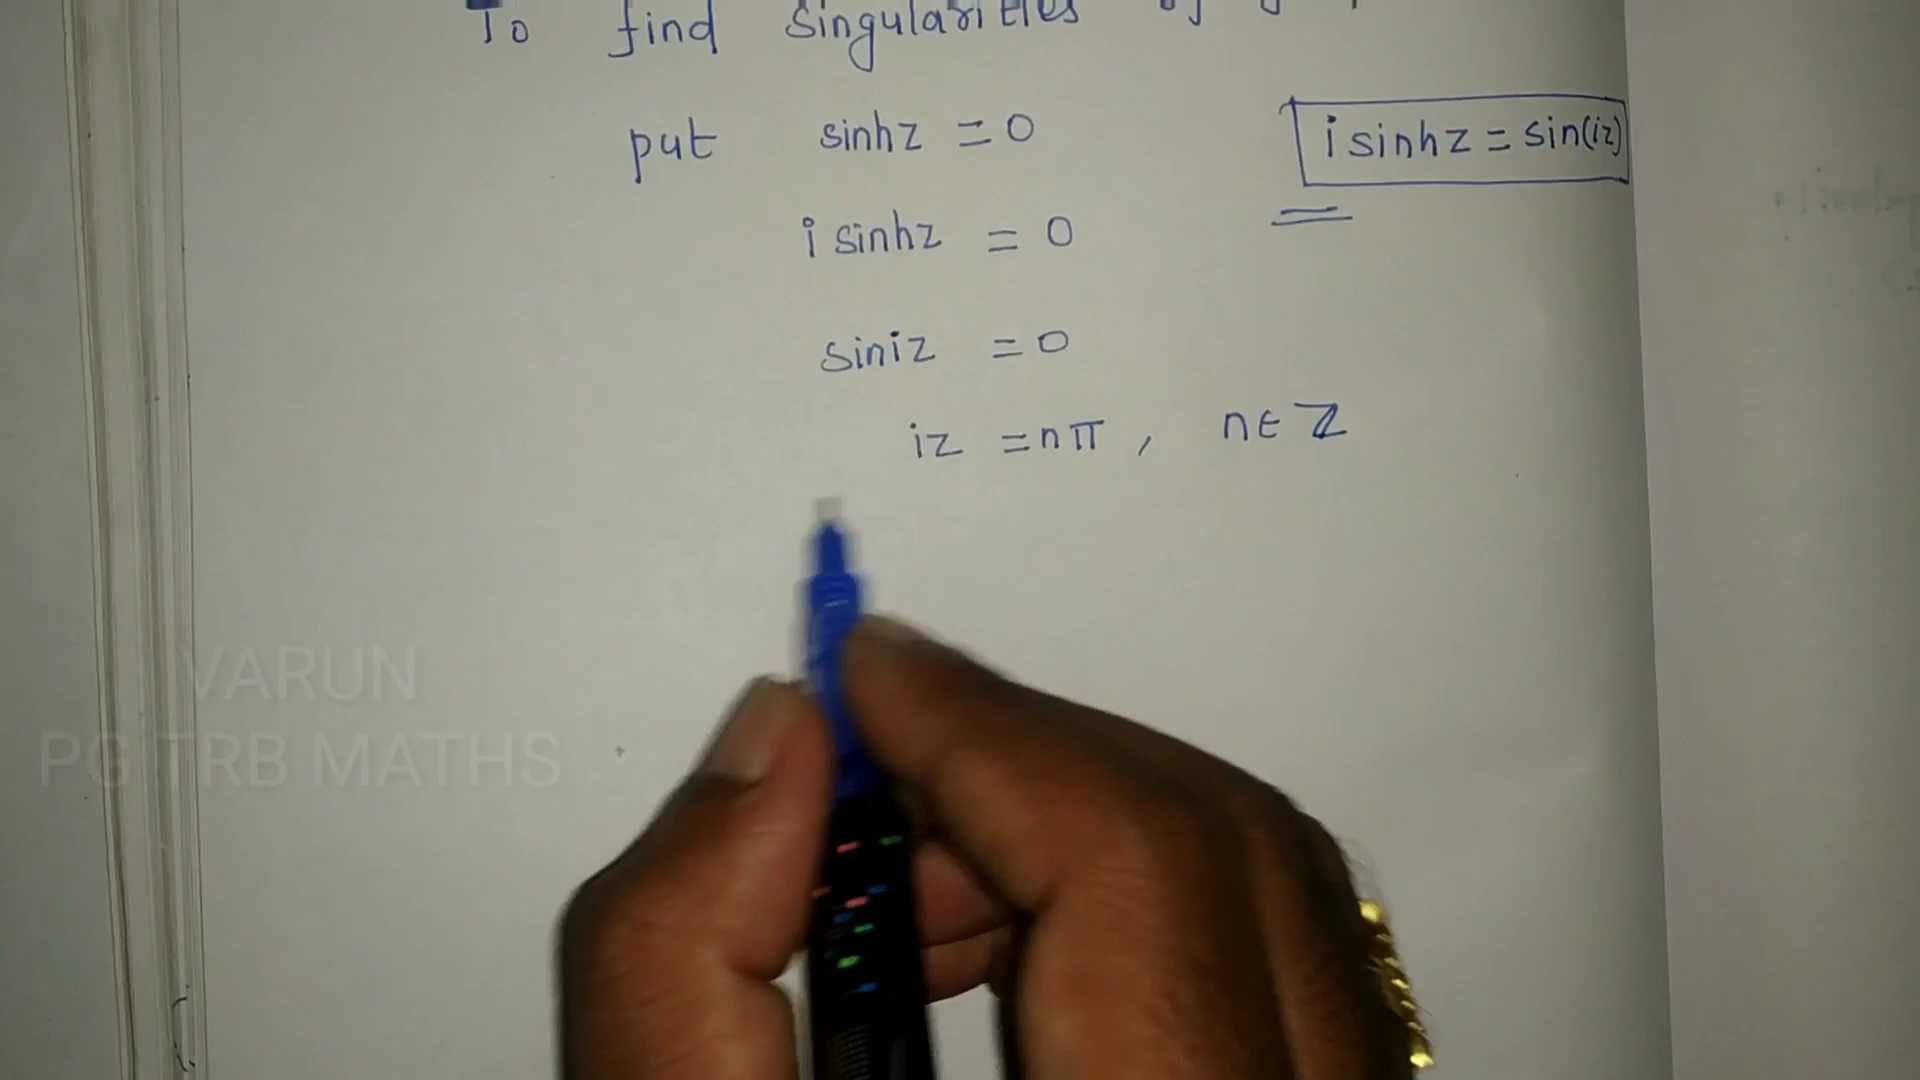 To find Singularities of
put sinhz = 0
i sinhz = sin(iz)
i sinhz = 0
siniz = 0
iz = nπ , n ∈ ℤ
VARUN
PG TRB MATHS